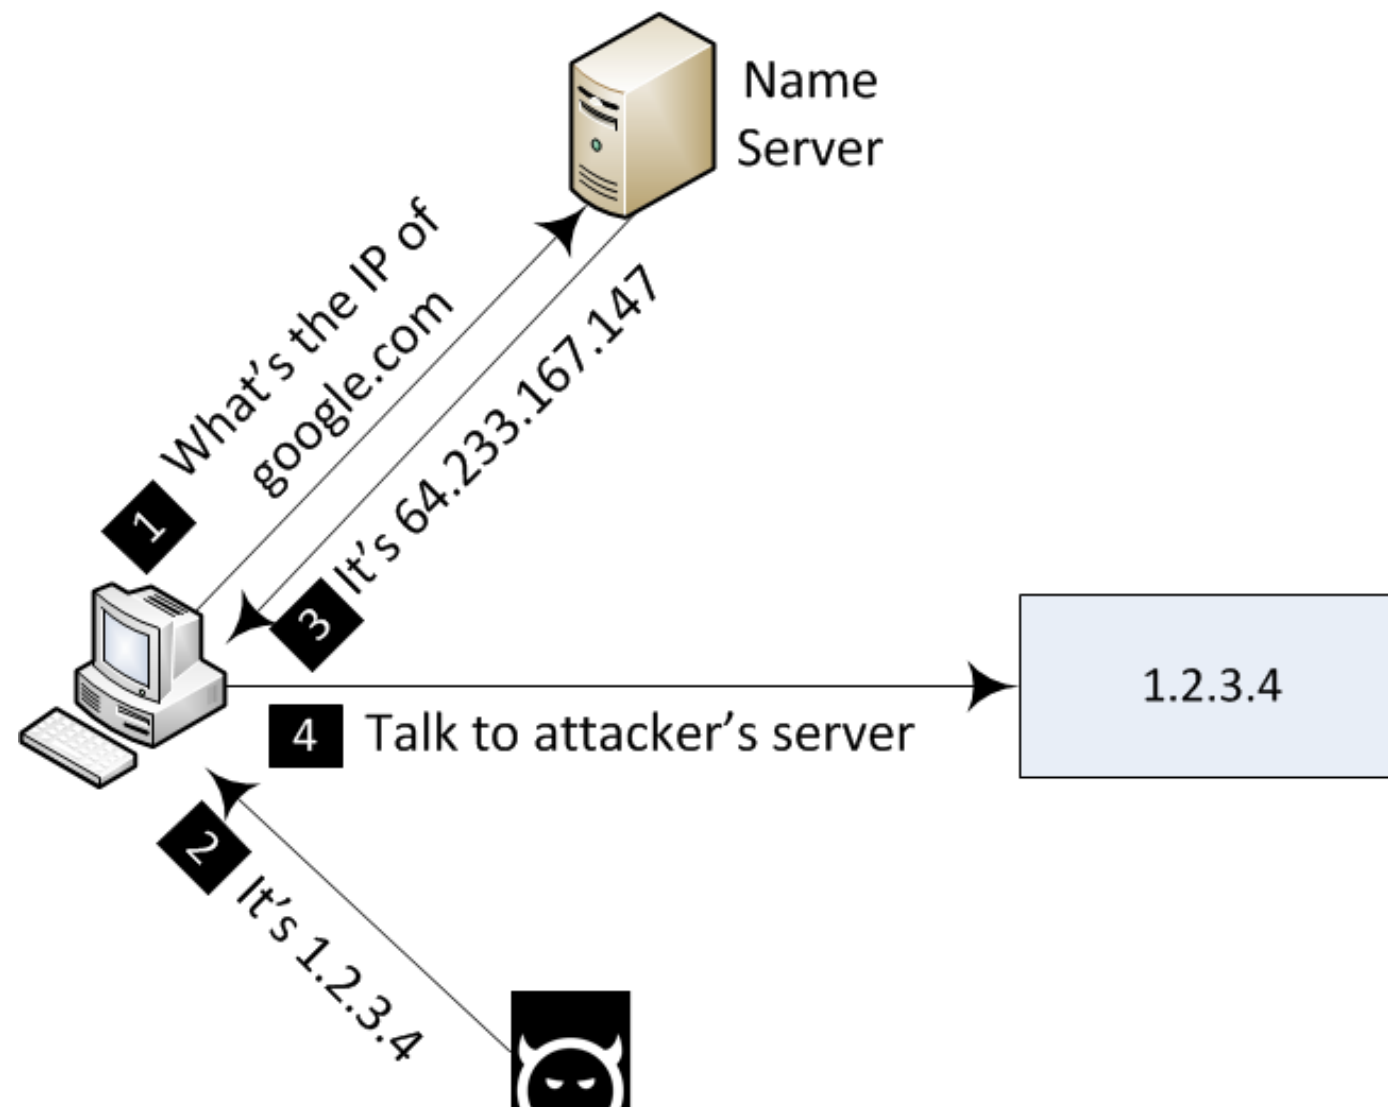 Name
Server
1
What's the IP of
google.com
3
It's 64.233.167.147
1.2.3.4
4
Talk to attacker's server
2
It's 1.2.3.4